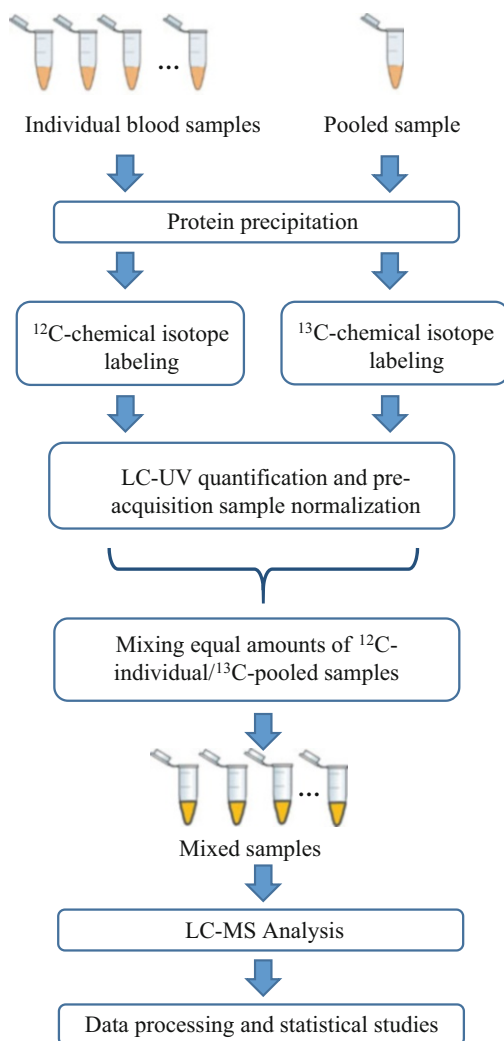 ...
Individual blood samples
Pooled sample
Protein precipitation
¹²C-chemical isotope
labeling
¹³C-chemical isotope
labeling
LC-UV quantification and pre-
acquisition sample normalization
Mixing equal amounts of ¹²C-
individual/¹³C-pooled samples
...
Mixed samples
LC-MS Analysis
Data processing and statistical studies